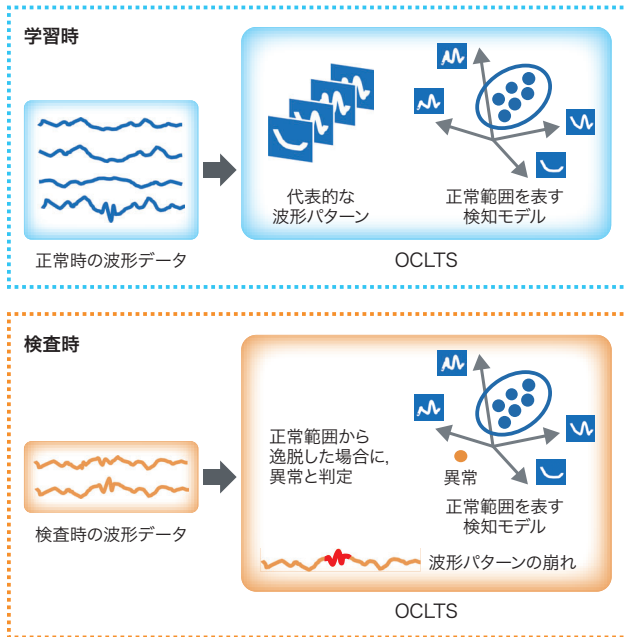 学習時
正常時の波形データ
代表的な
波形パターン
正常範囲を表す
検知モデル
OCLTS
検査時
検査時の波形データ
正常範囲から
逸脱した場合に,
異常と判定
異常
正常範囲を表す
検知モデル
波形パターンの崩れ
OCLTS